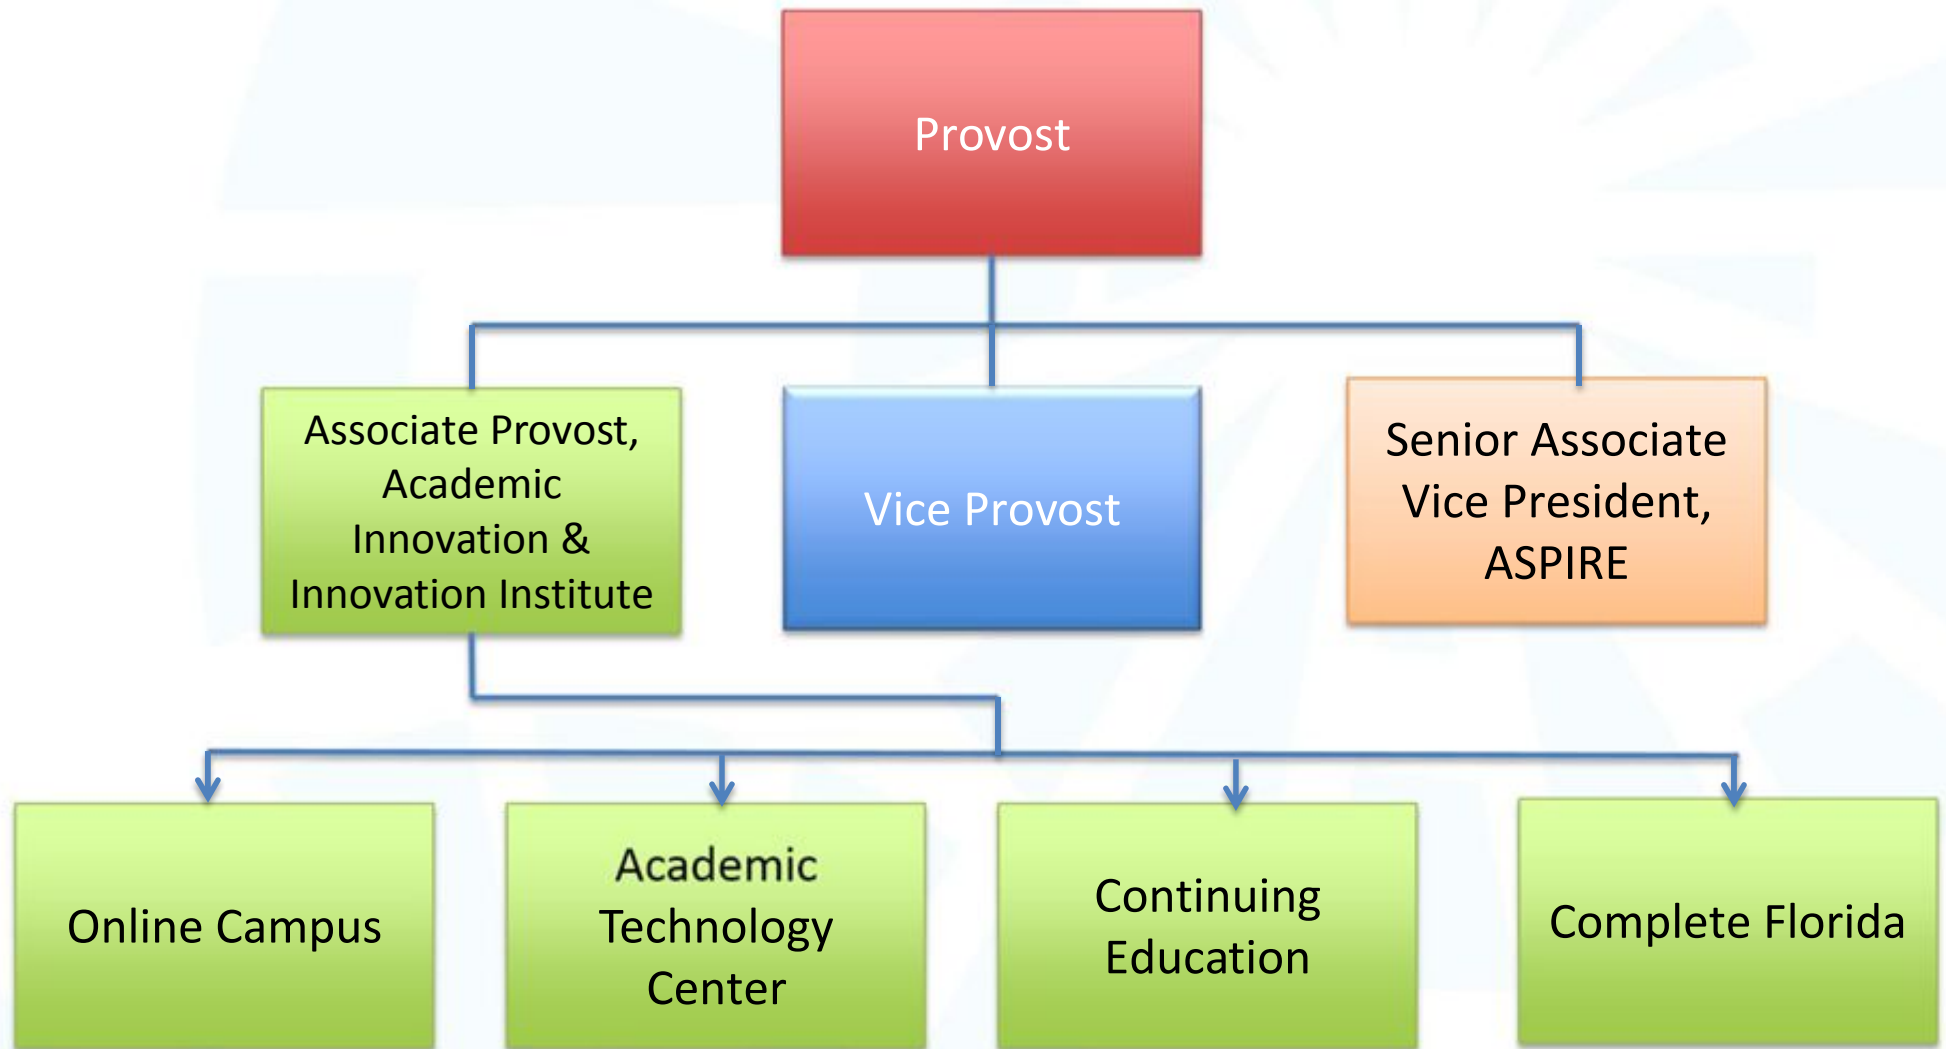 Provost
Associate Provost,
Academic
Innovation &
Innovation Institute
Vice Provost
Senior Associate
Vice President,
ASPIRE
Online Campus
Academic
Technology
Center
Continuing
Education
Complete Florida